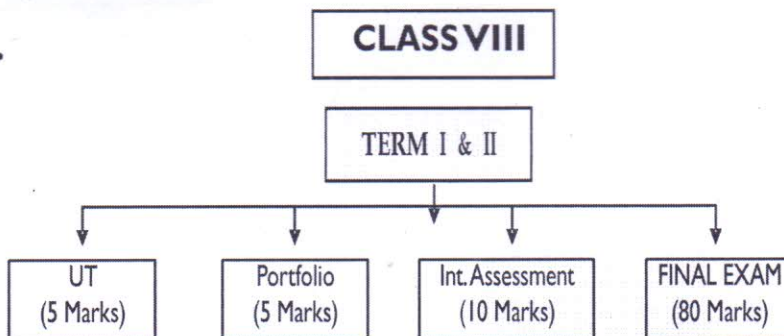 CLASS VIII
TERM I & II
UT
(5 Marks)
Portfolio
(5 Marks)
Int. Assessment
(10 Marks)
FINAL EXAM
(80 Marks)